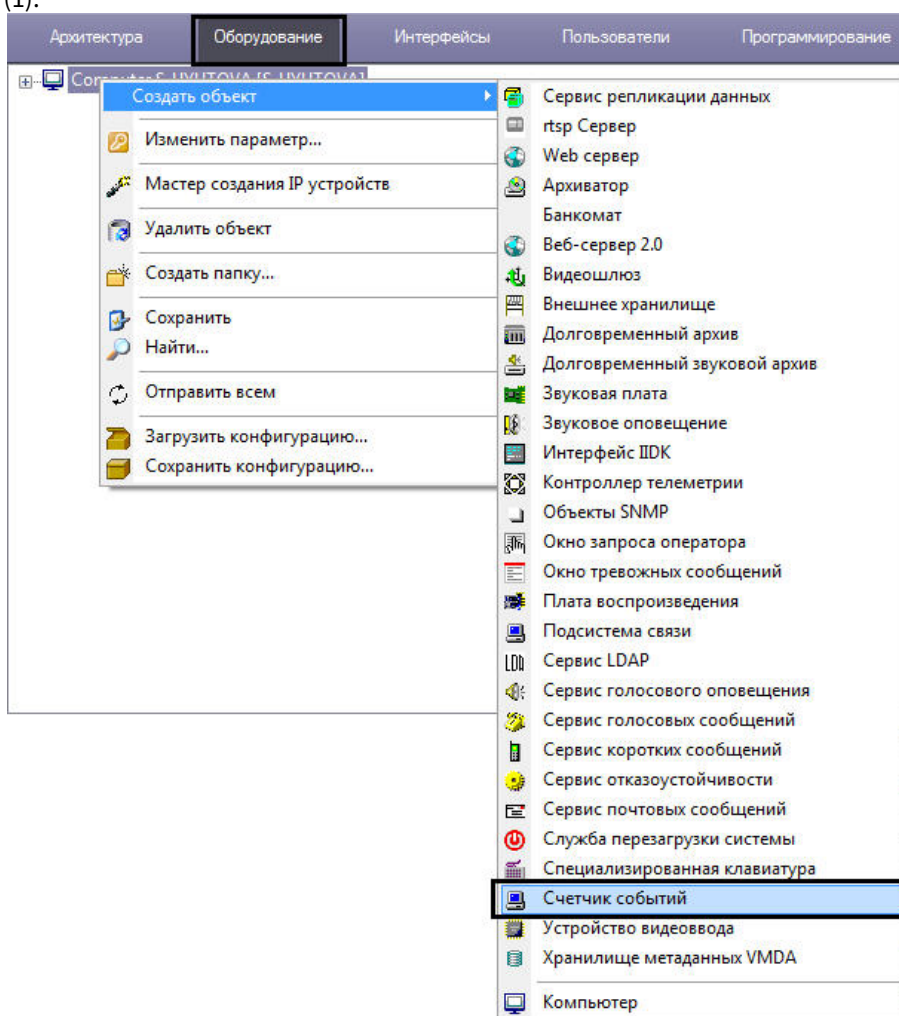 (1).
Архитектура Оборудование Интерфейсы Пользователи Программирование
Computer S-UYUTOVA [S-UYUTOVA]
Создать объект
Изменить параметр...
Мастер создания IP устройств
Удалить объект
Создать папку...
Сохранить
Найти...
Отправить всем
Загрузить конфигурацию...
Сохранить конфигурацию...
Сервис репликации данных
rtsp Сервер
Web сервер
Архиватор
Банкомат
Веб-сервер 2.0
Видеошлюз
Внешнее хранилище
Долговременный архив
Долговременный звуковой архив
Звуковая плата
Звуковое оповещение
Интерфейс IIDK
Контроллер телеметрии
Объекты SNMP
Окно запроса оператора
Окно тревожных сообщений
Плата воспроизведения
Подсистема связи
Сервис LDAP
Сервис голосового оповещения
Сервис голосовых сообщений
Сервис коротких сообщений
Сервис отказоустойчивости
Сервис почтовых сообщений
Служба перезагрузки системы
Специализированная клавиатура
Счетчик событий
Устройство видеоввода
Хранилище метаданных VMDA
Компьютер